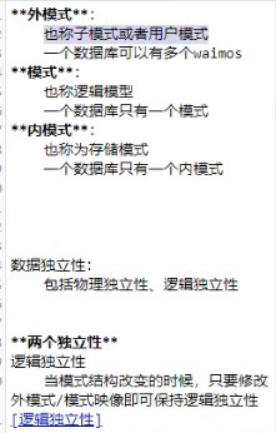 **外模式**:
也称子模式或者用户模式
一个数据库可以有多个waimos
**模式**:
也称逻辑模型
一个数据库只有一个模式
**内模式**:
也称为存储模式
一个数据库只有一个内模式
数据独立性:
包括物理独立性、逻辑独立性
**两个独立性**
逻辑独立性
当模式结构改变的时候，只要修改
外模式/模式映像即可保持逻辑独立性
[逻辑独立性]